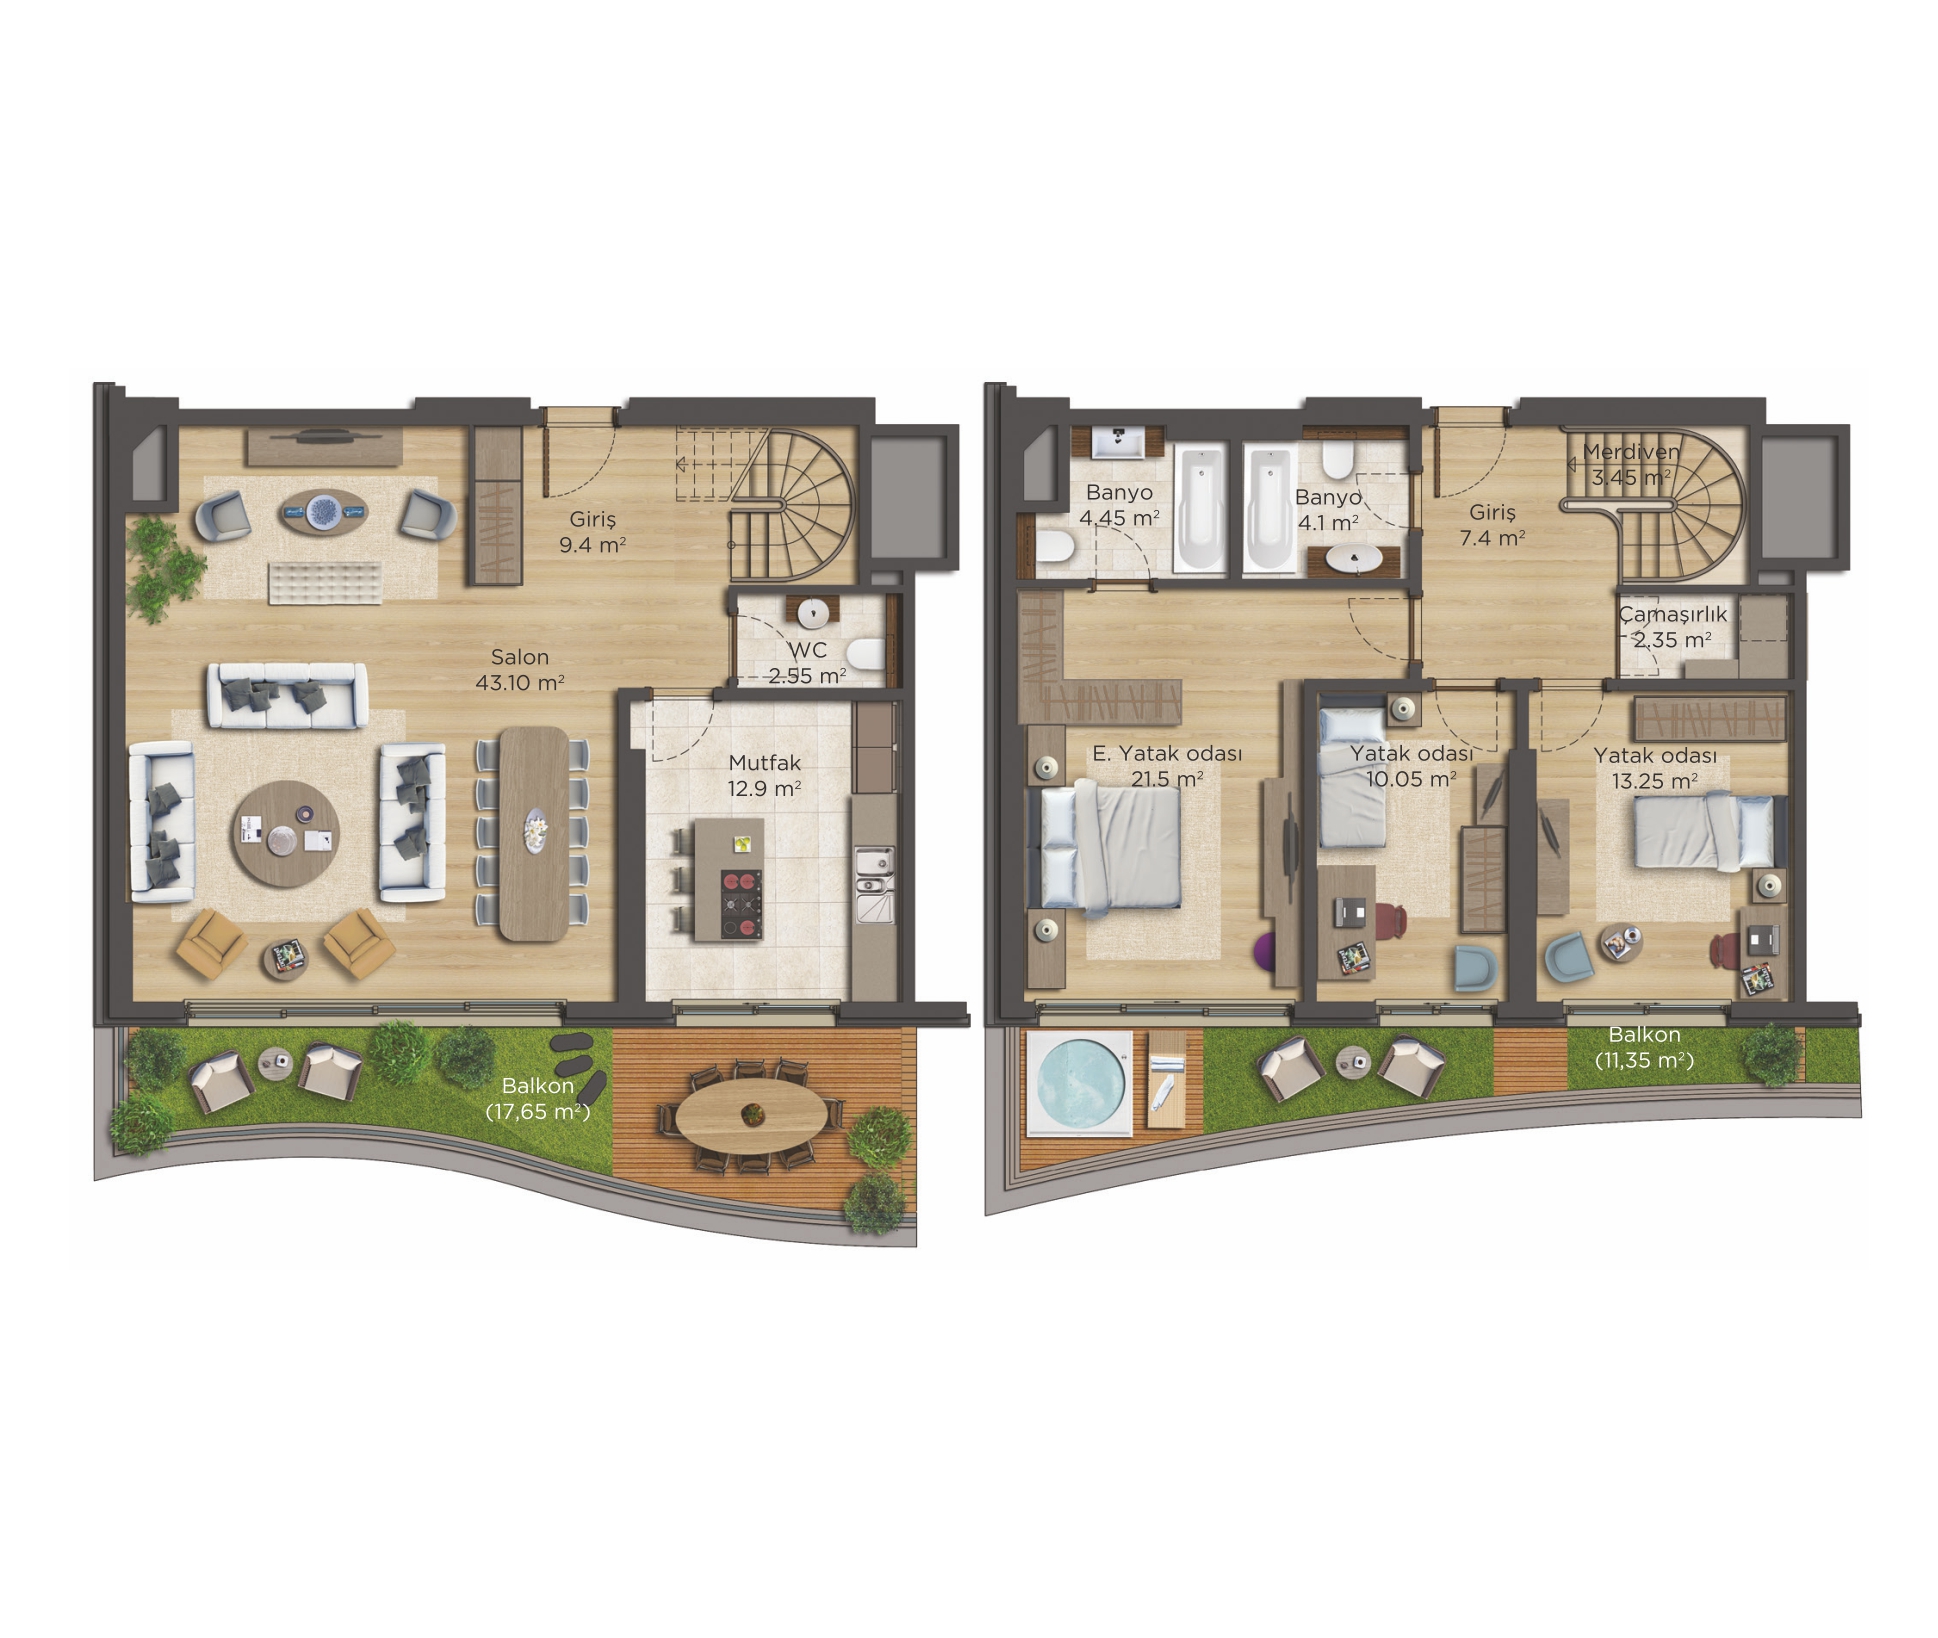 Giriş
9.4 m²
Salon
43.10 m²
WC
2.55 m²
Mutfak
12.9 m²
Balkon
(17,65 m²)
Banyo
4.45 m²
Banyo
4.1 m²
Giriş
7.4 m²
Merdiven
3.45 m²
Çamaşırlık
2.35 m²
E. Yatak odası
21.5 m²
Yatak odası
10.05 m²
Yatak odası
13.25 m²
Balkon
(11,35 m²)